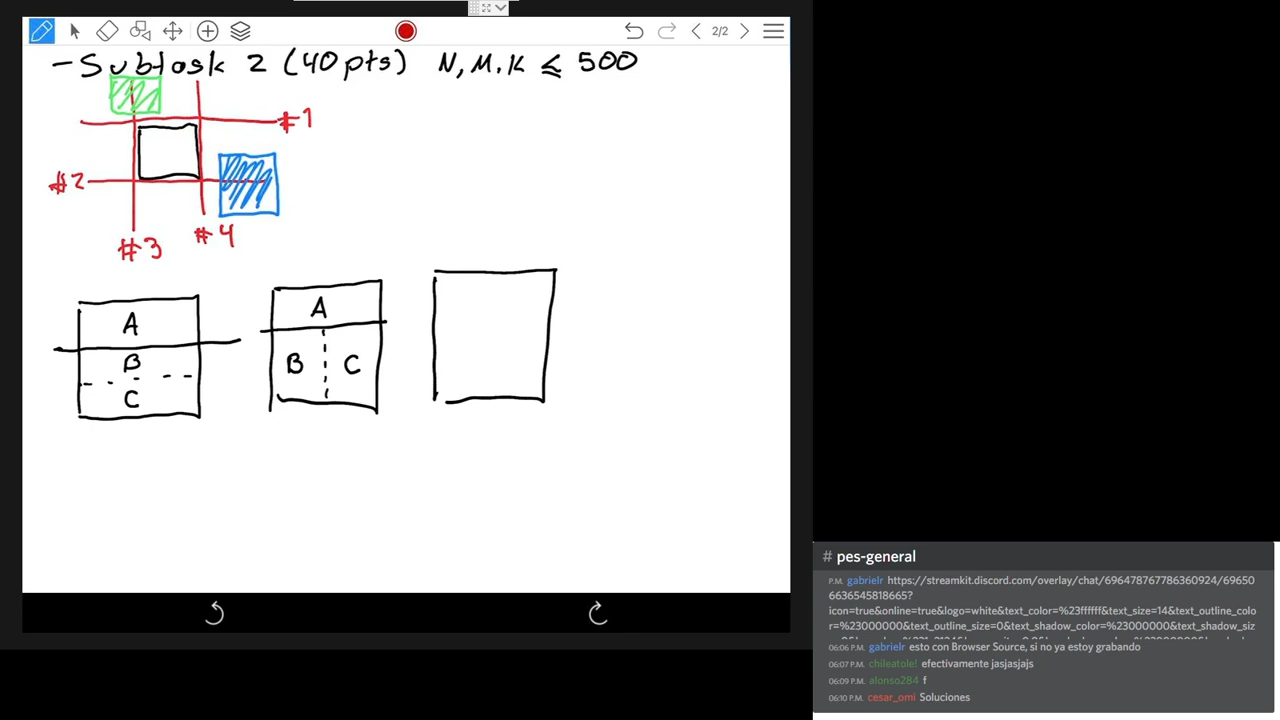 2/2
- Subtask 2 (40 pts) N, M, K ≤ 500
#1
#2
#3
#4
A
B
C
A
B C
# pes-general
P.M. gabrielr https://streamkit.discord.com/overlay/chat/696478767786360924/69650
6636545818665?
icon=true&online=true&logo=white&text_color=%23ffffff&text_size=14&text_outline_colo
r=%23000000&text_outline_size=0&text_shadow_color=%23000000&text_shadow_siz
06:06 P.M. gabrielr esto con Browser Source, si no ya estoy grabando
06:07 P.M. chileatole! efectivamente jasjasjajs
06:09 P.M. alonso284 f
06:10 P.M. cesar_omi Soluciones